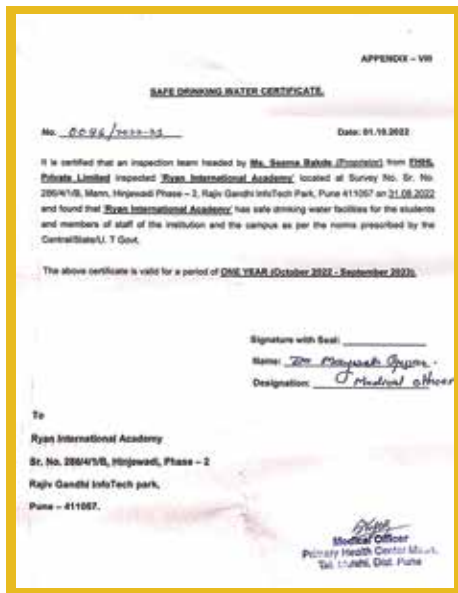 APPENDIX – VIII
SAFE DRINKING WATER CERTIFICATE.
No. 0096/2022-23 Date: 01.10.2022
It is certified that an inspection team headed by Ms. Seema Bakde (Proprietor) from
Private Limited inspected 'Ryan International Academy' located at Survey No. Sr. No.
286/4/1/B, Mann, Hinjewadi Phase – 2, Rajiv Gandhi InfoTech Park, Pune 411057 on 31.08.2022
and found that 'Ryan International Academy' has safe drinking water facilities for the students
and members of staff of the institution and the campus as per the norms prescribed by the
Central/State/U. T Govt.
The above certificate is valid for a period of ONE YEAR (October 2022 - September 2023).
Signature with Seal:
Name: Dr
Designation: Medical officer
To
Ryan International Academy
Sr. No. 286/4/1/B, Hinjewadi, Phase – 2
Rajiv Gandhi InfoTech park,
Pune – 411057.
Medical Officer
Primary Health Center
Tal. Dist. Pune